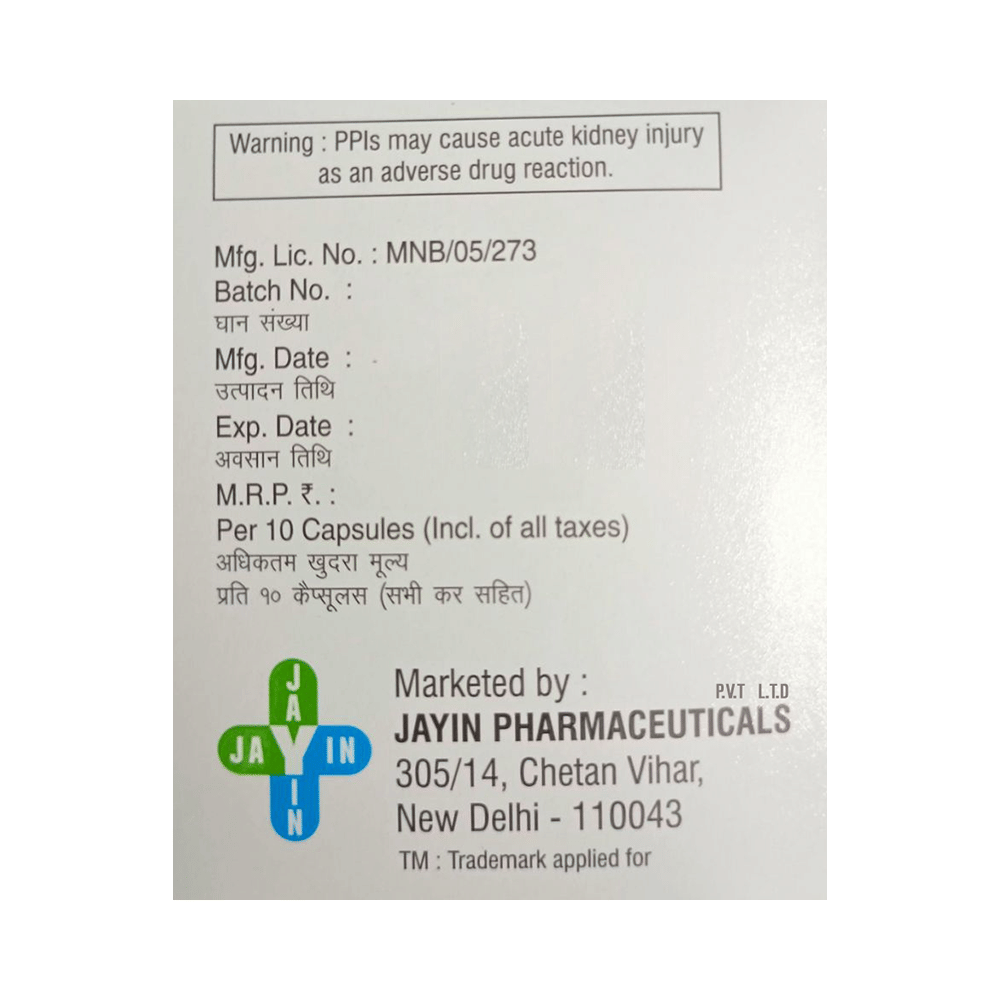 Warning : PPIs may cause acute kidney injury
as an adverse drug reaction.
Mfg. Lic. No. : MNB/05/273
Batch No. :
घान संख्या
Mfg. Date :
उत्पादन तिथि
Exp. Date :
अवसान तिथि
M.R.P. ₹. :
Per 10 Capsules (Incl. of all taxes)
अधिकतम खुदरा मूल्य
प्रति १० कैप्सूलस (सभी कर सहित)
JAYIN
JAYIN
Marketed by :
P.V.T L.T.D
JAYIN PHARMACEUTICALS
305/14, Chetan Vihar,
New Delhi - 110043
TM : Trademark applied for